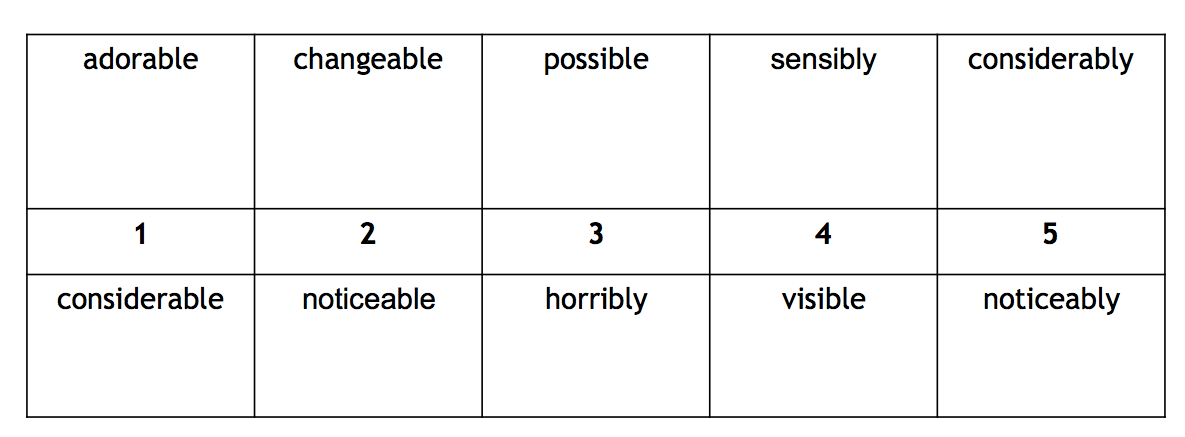 adorable changeable possible sensibly considerably
1 2 3 4 5
considerable noticeable horribly visible noticeably